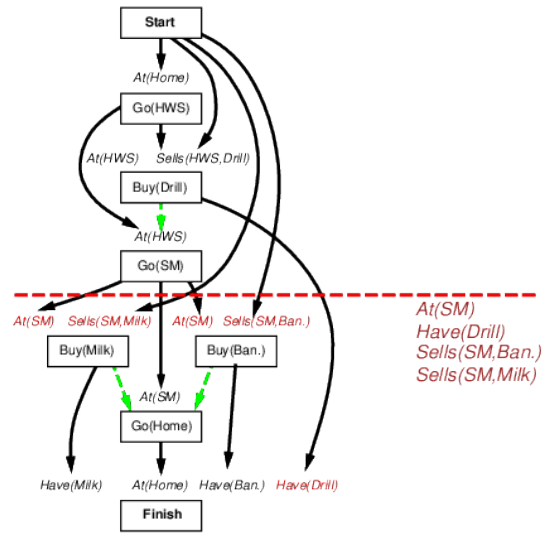 Start
At(Home)
Go(HWS)
At(HWS) Sells(HWS,Drill)
Buy(Drill)
At(HWS)
Go(SM)
At(SM) Sells(SM,Milk) At(SM) Sells(SM,Ban.)
Buy(Milk) Buy(Ban.)
At(SM)
Go(Home)
Have(Milk) At(Home) Have(Ban.) Have(Drill)
Finish
At(SM)
Have(Drill)
Sells(SM,Ban.)
Sells(SM,Milk)